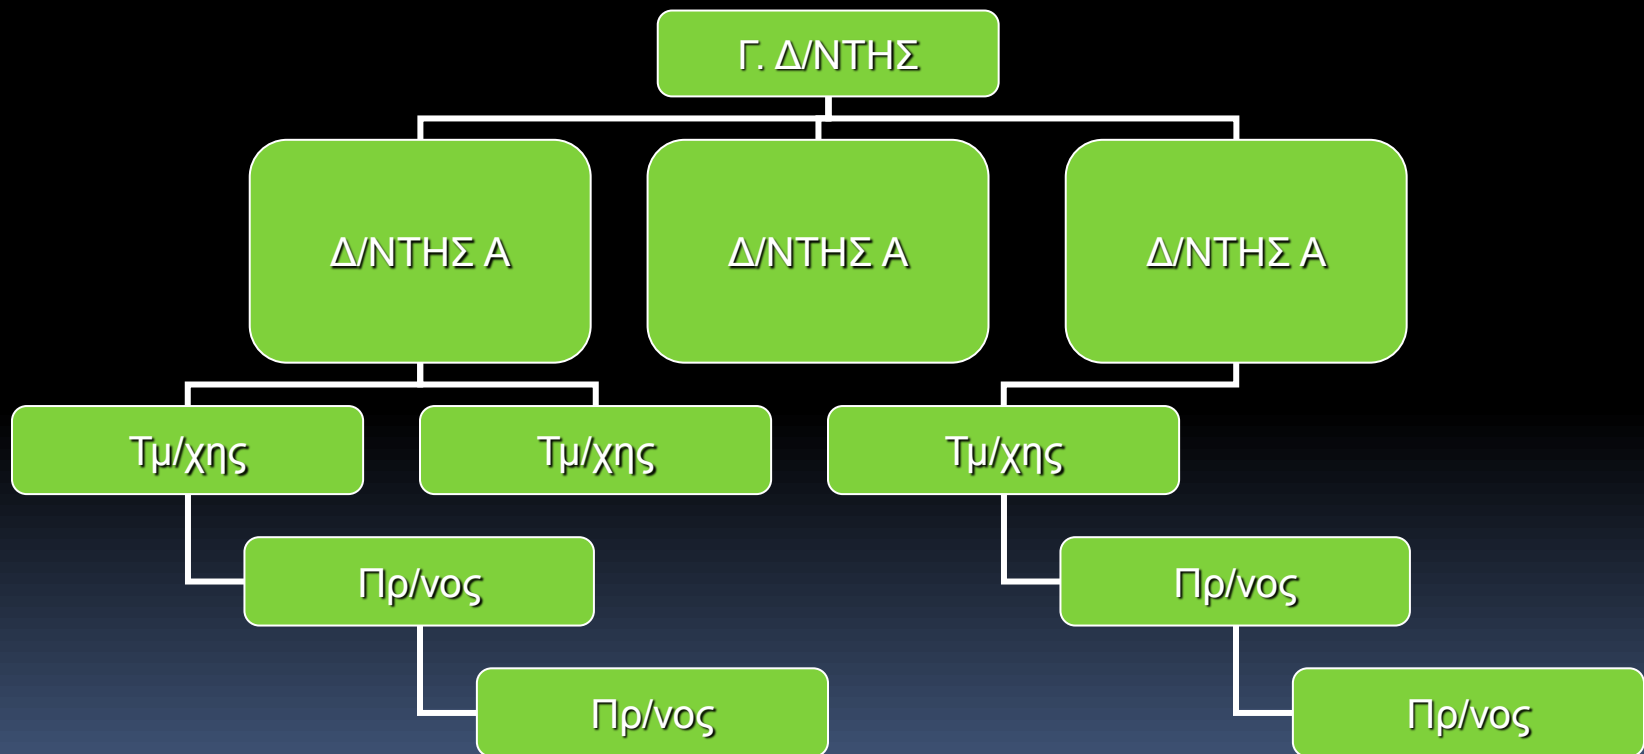 Γ. Δ/ΝΤΗΣ
Δ/ΝΤΗΣ Α
Δ/ΝΤΗΣ Α
Δ/ΝΤΗΣ Α
Τμ/χης
Τμ/χης
Τμ/χης
Πρ/νος
Πρ/νος
Πρ/νος
Πρ/νος